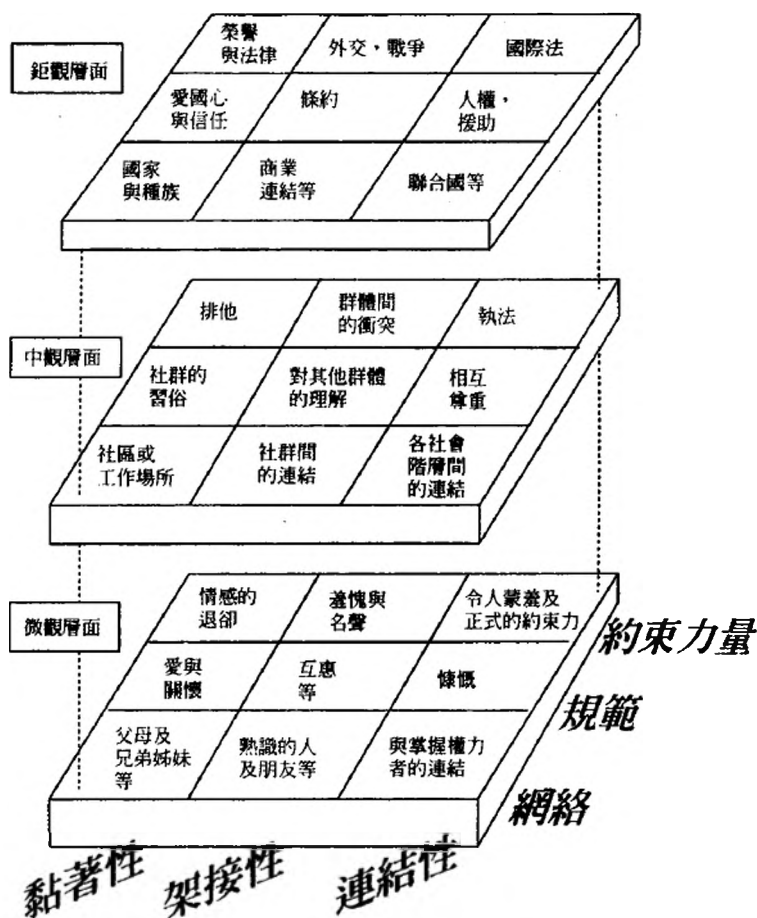 鉅觀層面
榮譽
與法律
外交，戰爭
國際法
愛國心
與信任
條約
人權，
援助
國家
與種族
商業
連結等
聯合國等
中觀層面
排他
群體間
的衝突
執法
社群的
習俗
對其他群體
的理解
相互
尊重
社區或
工作場所
社群間
的連結
各社會
階層間
的連結
微觀層面
情感的
退卻
羞愧與
名聲
令人蒙羞及
正式的約束力
約束力量
愛與
關懷
互惠
等
慷慨
規範
父母及
兄弟姊妹
等
熟識的人
及朋友等
與掌握權力
者的連結
網絡
黏著性
架接性
連結性